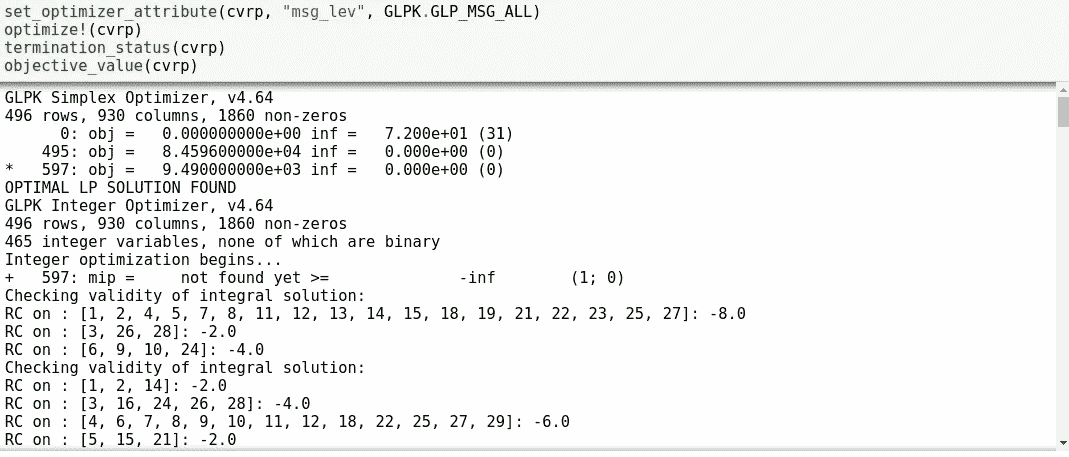 set_optimizer_attribute(cvrp, "msg_lev", GLPK.GLP_MSG_ALL)
optimize!(cvrp)
termination_status(cvrp)
objective_value(cvrp)
GLPK Simplex Optimizer, v4.64
496 rows, 930 columns, 1860 non-zeros
      0: obj =   0.000000000e+00 inf =   7.200e+01 (31)
    495: obj =   8.459600000e+04 inf =   0.000e+00 (0)
*   597: obj =   9.490000000e+03 inf =   0.000e+00 (0)
OPTIMAL LP SOLUTION FOUND
GLPK Integer Optimizer, v4.64
496 rows, 930 columns, 1860 non-zeros
465 integer variables, none of which are binary
Integer optimization begins...
+   597: mip =     not found yet >=              -inf        (1; 0)
Checking validity of integral solution:
RC on : [1, 2, 4, 5, 7, 8, 11, 12, 13, 14, 15, 18, 19, 21, 22, 23, 25, 27]: -8.0
RC on : [3, 26, 28]: -2.0
RC on : [6, 9, 10, 24]: -4.0
Checking validity of integral solution:
RC on : [1, 2, 14]: -2.0
RC on : [3, 16, 24, 26, 28]: -4.0
RC on : [4, 6, 7, 8, 9, 10, 11, 12, 18, 22, 25, 27, 29]: -6.0
RC on : [5, 15, 21]: -2.0